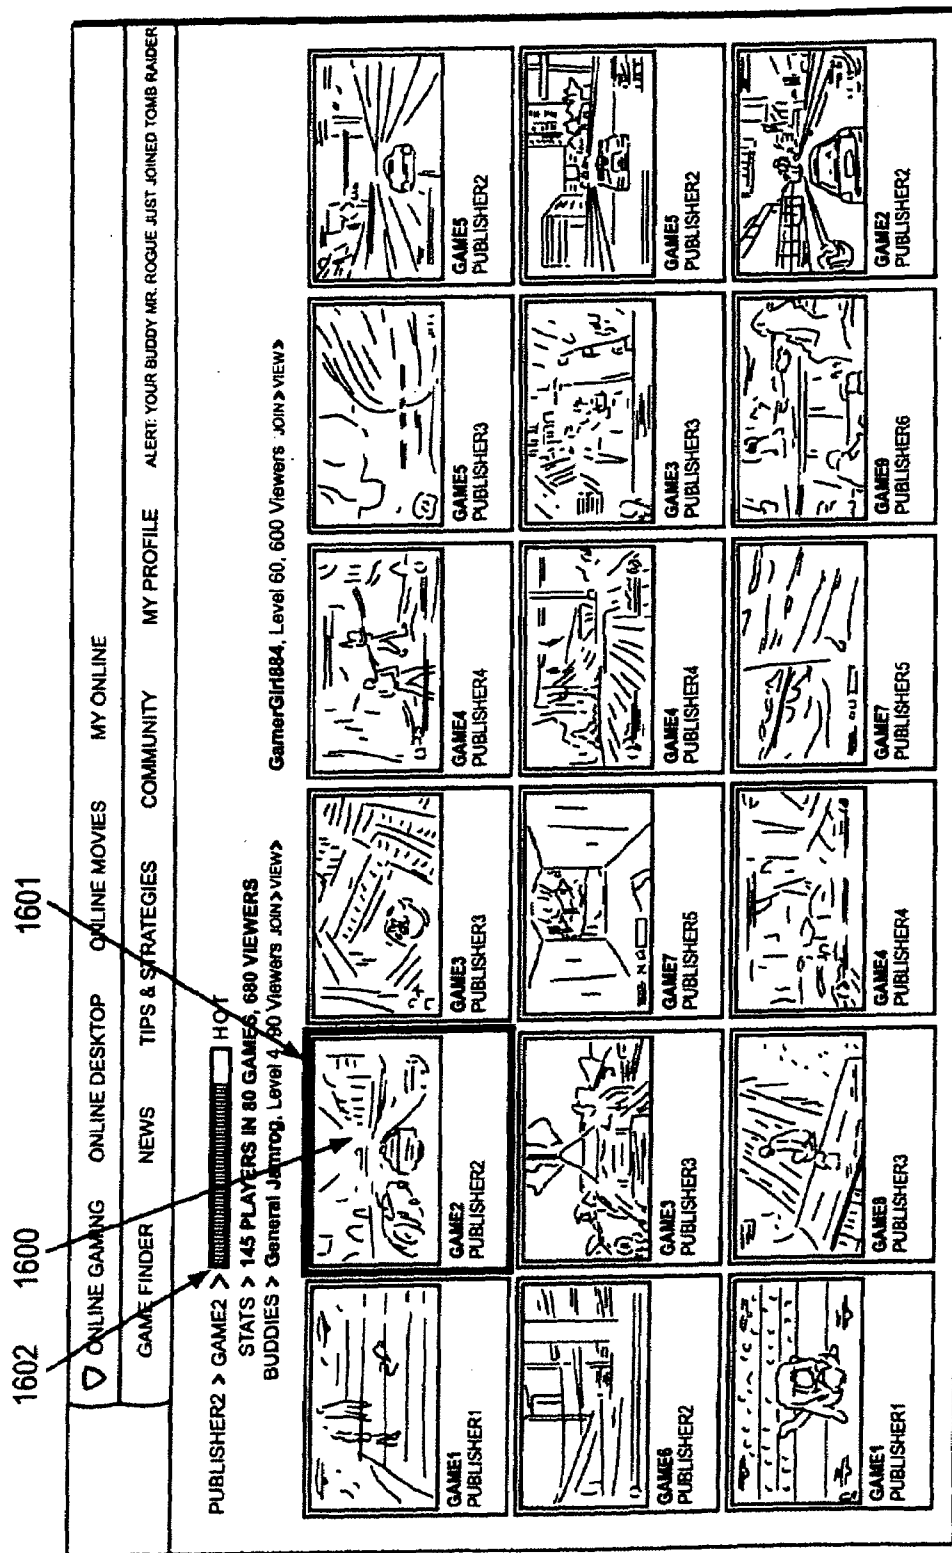 1602
1600
1601
ONLINE GAMING ONLINE DESKTOP ONLINE MOVIES MY ONLINE
GAME FINDER NEWS TIPS & STRATEGIES COMMUNITY MY PROFILE ALERT: YOUR BUDDY MR. ROGUE JUST JOINED TOMB RAIDER
PUBLISHER2 > GAME2 > HOT
STATS > 145 PLAYERS IN 80 GAMES, 680 VIEWERS
BUDDIES > General Jamrog, Level 4, 90 Viewers JOIN> VIEW> GamerGirl884, Level 60, 600 Viewers JOIN> VIEW>
GAME1 GAME2 GAME3 GAME4 GAME5 GAME5
PUBLISHER1 PUBLISHER2 PUBLISHER3 PUBLISHER4 PUBLISHER3 PUBLISHER2
GAME6 GAME3 GAME7 GAME4 GAME3 GAME5
PUBLISHER2 PUBLISHER3 PUBLISHER5 PUBLISHER4 PUBLISHER3 PUBLISHER2
GAME1 GAME8 GAME4 GAME7 GAME9 GAME2
PUBLISHER1 PUBLISHER3 PUBLISHER4 PUBLISHER5 PUBLISHER6 PUBLISHER2